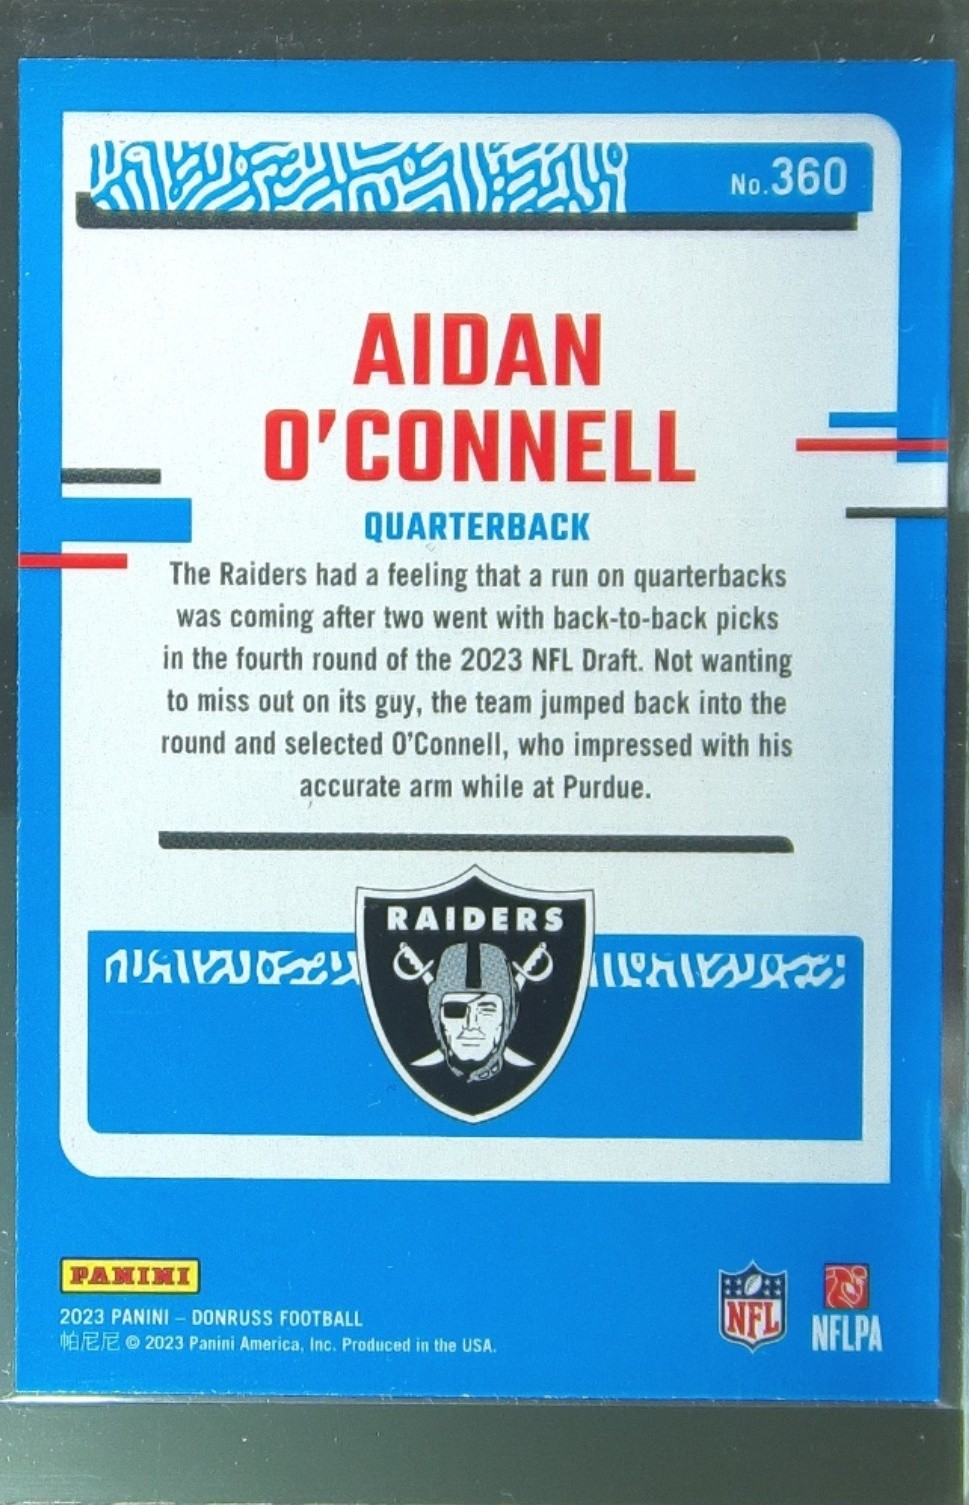 No.360
AIDAN
O'CONNELL
QUARTERBACK
The Raiders had a feeling that a run on quarterbacks
was coming after two went with back-to-back picks
in the fourth round of the 2023 NFL Draft. Not wanting
to miss out on its guy, the team jumped back into the
round and selected O'Connell, who impressed with his
accurate arm while at Purdue.
RAIDERS
PANINI
2023 PANINI – DONRUSS FOOTBALL
帕尼尼 © 2023 Panini America, Inc. Produced in the USA.
NFL
NFLPA